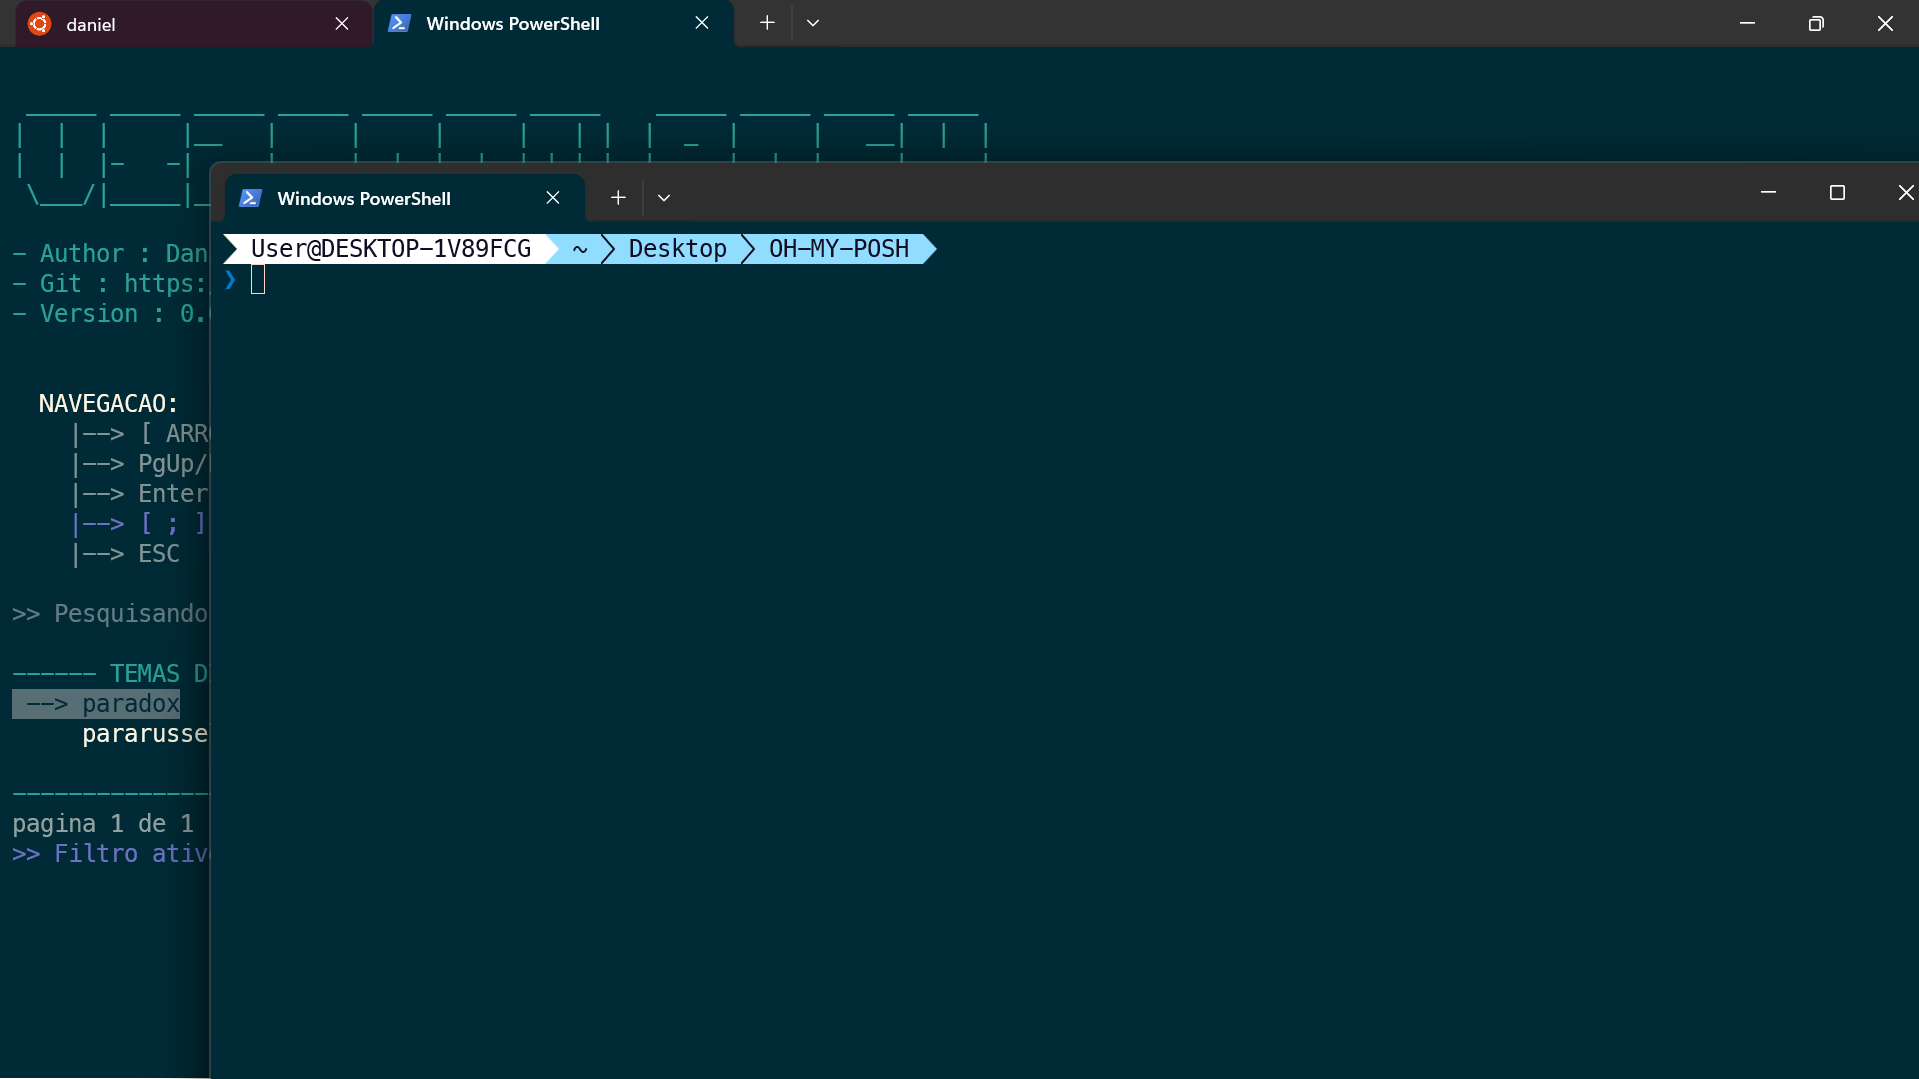 daniel
Windows PowerShell
Windows PowerShell
User@DESKTOP-1V89FCG ~ Desktop OH-MY-POSH
❯
- Author : Dan
- Git : https:
- Version : 0.
NAVEGACAO:
|--> [ ARR
|--> PgUp/
|--> Enter
|--> [ ; ]
|--> ESC
>> Pesquisando
------ TEMAS D
--> paradox
pararusse
--------------
pagina 1 de 1
>> Filtro ativ